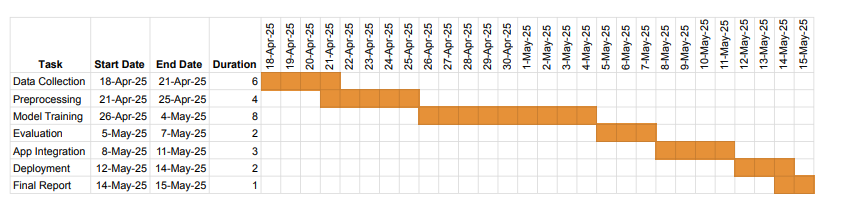 Task Start Date End Date Duration 18-Apr-25 19-Apr-25 20-Apr-25 21-Apr-25 22-Apr-25 23-Apr-25 24-Apr-25 25-Apr-25 26-Apr-25 27-Apr-25 28-Apr-25 29-Apr-25 30-Apr-25 1-May-25 2-May-25 3-May-25 4-May-25 5-May-25 6-May-25 7-May-25 8-May-25 9-May-25 10-May-25 11-May-25 12-May-25 13-May-25 14-May-25 15-May-25
Data Collection 18-Apr-25 21-Apr-25 6
Preprocessing 21-Apr-25 25-Apr-25 4
Model Training 26-Apr-25 4-May-25 8
Evaluation 5-May-25 7-May-25 2
App Integration 8-May-25 11-May-25 3
Deployment 12-May-25 14-May-25 2
Final Report 14-May-25 15-May-25 1